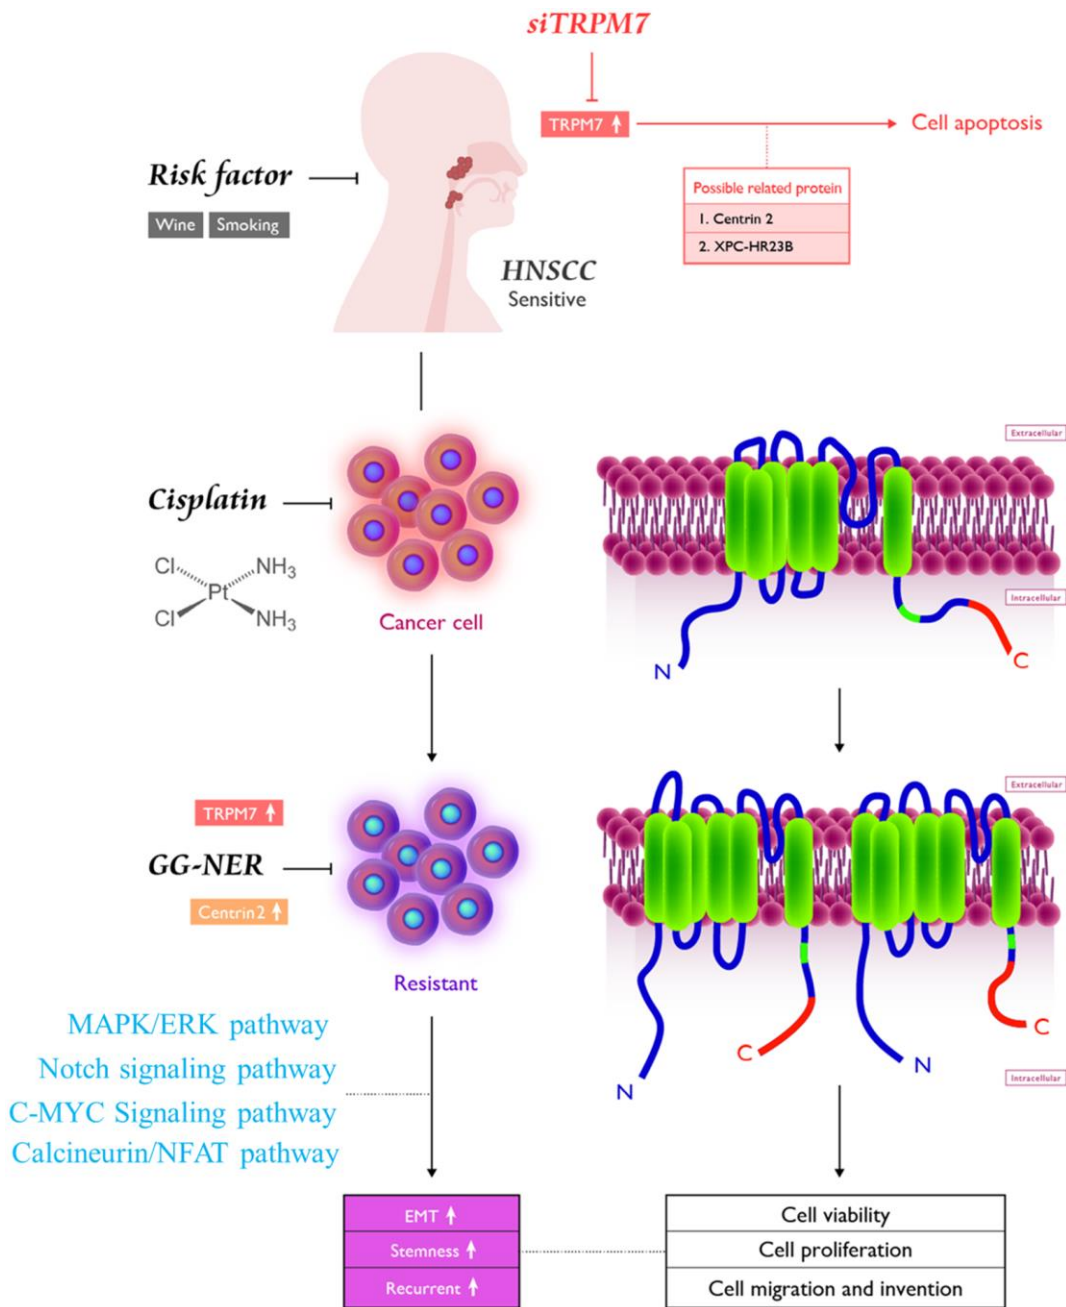 siTRPM7
TRPM7
Cell apoptosis
Possible related protein
1. Centrin 2
2. XPC-HR23B
Risk factor
Wine Smoking
HNSCC
Sensitive
Cisplatin
Cl NH3
Pt
Cl NH3
Cancer cell
Extracellular
Intracellular
N
C
TRPM7
GG-NER
Centrin2
Resistant
Extracellular
C
C
N
N
Intracellular
MAPK/ERK pathway
Notch signaling pathway
C-MYC Signaling pathway
Calcineurin/NFAT pathway
EMT
Stemness
Recurrent
Cell viability
Cell proliferation
Cell migration and invention